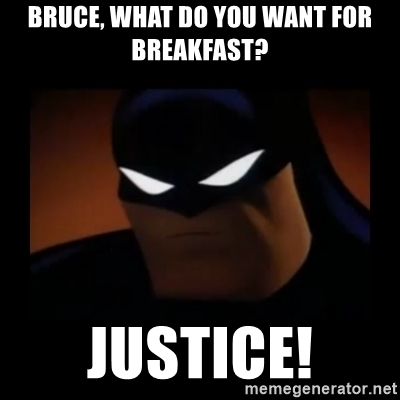 BRUCE, WHAT DO YOU WANT FOR
BREAKFAST?
JUSTICE!
memegenerator.net